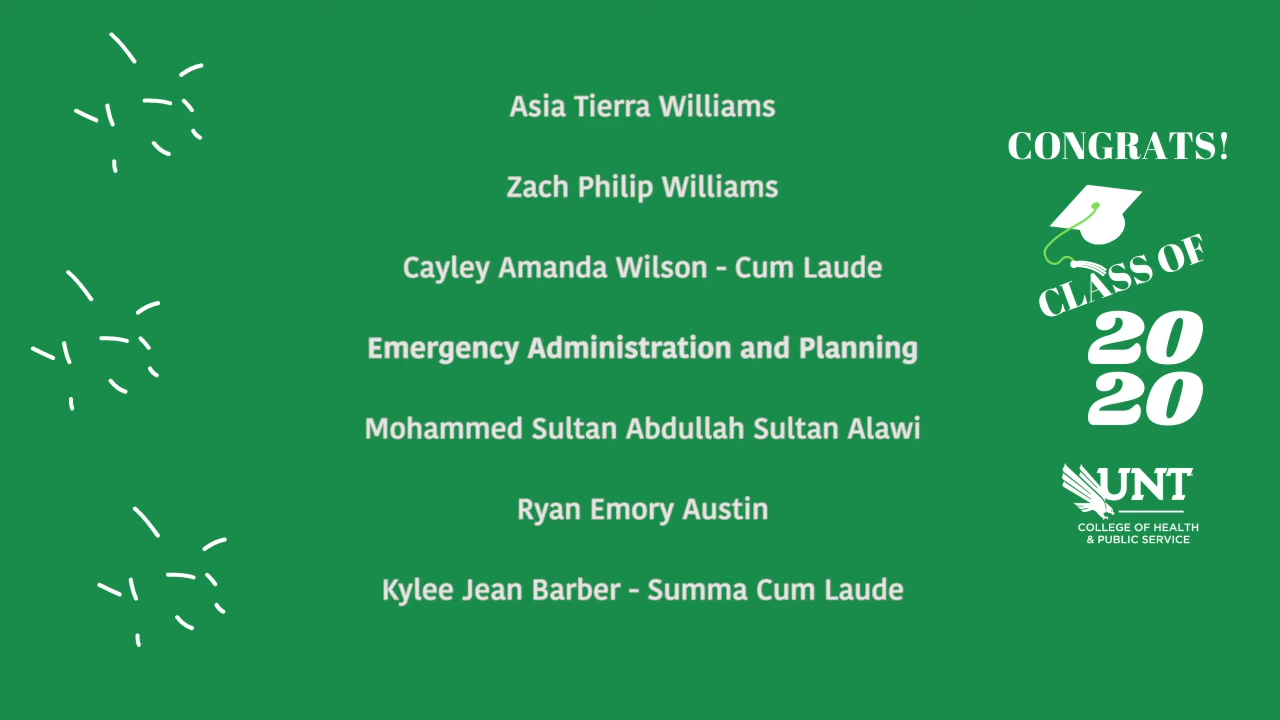 Asia Tierra Williams
Zach Philip Williams
Cayley Amanda Wilson - Cum Laude
Emergency Administration and Planning
Mohammed Sultan Abdullah Sultan Alawi
Ryan Emory Austin
Kylee Jean Barber - Summa Cum Laude
CONGRATS!
CLASS OF
20
20
UNT
COLLEGE OF HEALTH
& PUBLIC SERVICE